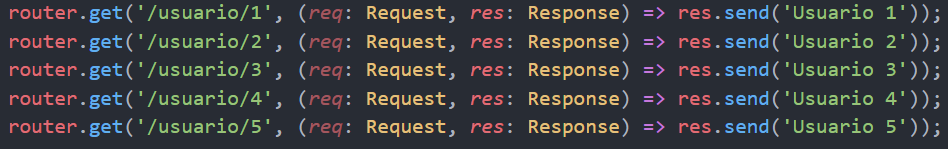 router.get('/usuario/1', (req: Request, res: Response) => res.send('Usuario 1'));
router.get('/usuario/2', (req: Request, res: Response) => res.send('Usuario 2'));
router.get('/usuario/3', (req: Request, res: Response) => res.send('Usuario 3'));
router.get('/usuario/4', (req: Request, res: Response) => res.send('Usuario 4'));
router.get('/usuario/5', (req: Request, res: Response) => res.send('Usuario 5'));